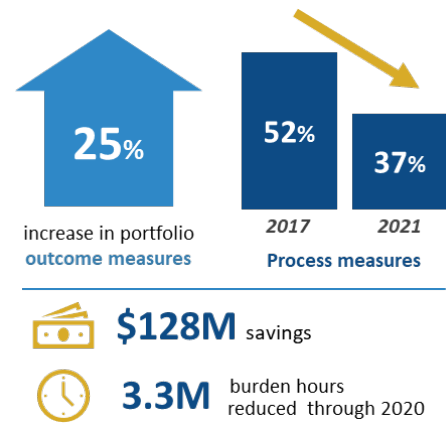 25%
increase in portfolio
outcome measures
52%
37%
2017
2021
Process measures
$128M savings
3.3M burden hours
reduced through 2020